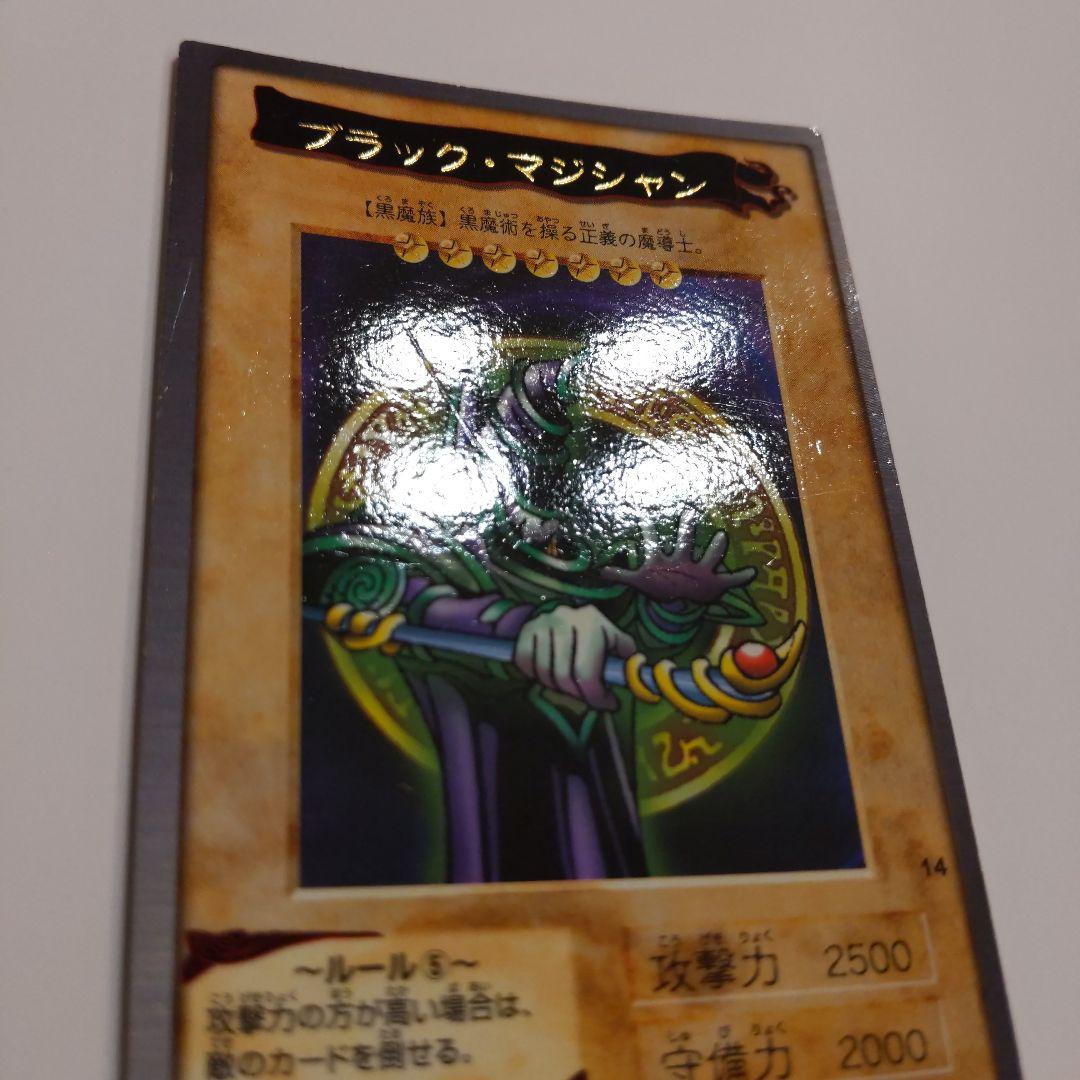 ブラック・マジシャン
【黒魔族】黒魔術を操る正義の魔導士。
14
~ルール⑤~
攻撃力の方が高い場合は、
敵のカードを倒せる。
攻撃力 2500
守備力 2000